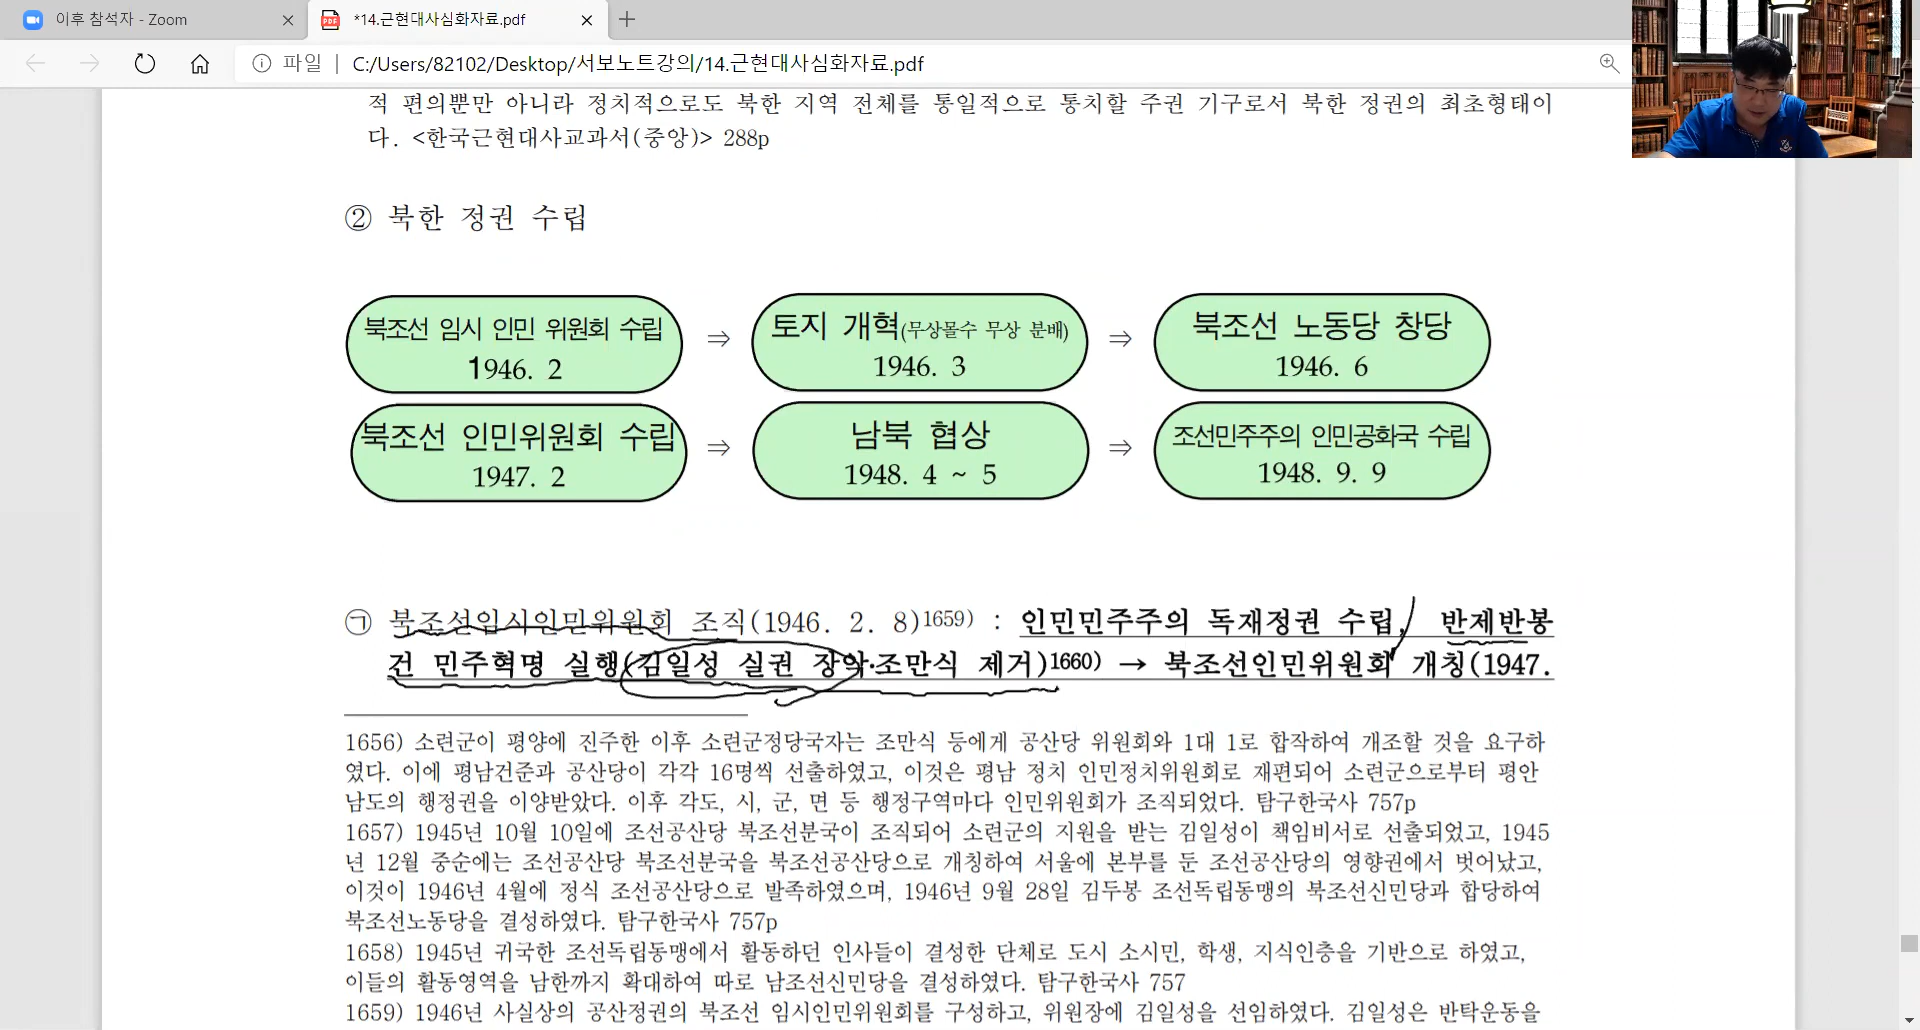 이후 참석자 - Zoom
*14.근현대사심화자료.pdf
파일 | C:/Users/82102/Desktop/서보노트강의/14.근현대사심화자료.pdf
적 편의뿐만 아니라 정치적으로도 북한 지역 전체를 통일적으로 통치할 주권 기구로서 북한 정권의 최초형태이
다. <한국근현대사교과서(중앙)> 288p
② 북한 정권 수립
북조선 임시 인민 위원회 수립
1946. 2
⇒
토지 개혁(무상몰수 무상 분배)
1946. 3
⇒
북조선 노동당 창당
1946. 6
북조선 인민위원회 수립
1947. 2
⇒
남북 협상
1948. 4 ~ 5
⇒
조선민주주의 인민공화국 수립
1948. 9. 9
㉠ 북조선임시인민위원회 조직(1946. 2. 8)1659) : 인민민주주의 독재정권 수립, 반제반봉
건 민주혁명 실행(김일성 실권 장악·조만식 제거)1660) → 북조선인민위원회 개칭(1947.
1656) 소련군이 평양에 진주한 이후 소련군정당국자는 조만식 등에게 공산당 위원회와 1대 1로 합작하여 개조할 것을 요구하
였다. 이에 평남건준과 공산당이 각각 16명씩 선출하였고, 이것은 평남 정치 인민정치위원회로 재편되어 소련군으로부터 평안
남도의 행정권을 이양받았다. 이후 각도, 시, 군, 면 등 행정구역마다 인민위원회가 조직되었다. 탐구한국사 757p
1657) 1945년 10월 10일에 조선공산당 북조선분국이 조직되어 소련군의 지원을 받는 김일성이 책임비서로 선출되었고, 1945
년 12월 중순에는 조선공산당 북조선분국을 북조선공산당으로 개칭하여 서울에 본부를 둔 조선공산당의 영향권에서 벗어났고,
이것이 1946년 4월에 정식 조선공산당으로 발족하였으며, 1946년 9월 28일 김두봉 조선독립동맹의 북조선신민당과 합당하여
북조선노동당을 결성하였다. 탐구한국사 757p
1658) 1945년 귀국한 조선독립동맹에서 활동하던 인사들이 결성한 단체로 도시 소시민, 학생, 지식인층을 기반으로 하였고,
이들의 활동영역을 남한까지 확대하여 따로 남조선신민당을 결성하였다. 탐구한국사 757
1659) 1946년 사실상의 공산정권의 북조선 임시인민위원회를 구성하고, 위원장에 김일성을 선임하였다. 김일성은 반탁운동을